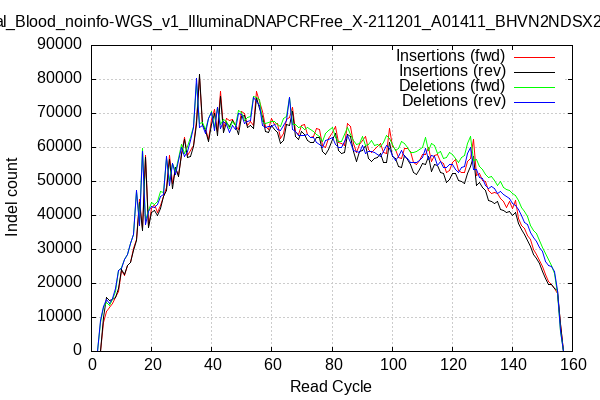 al_Blood_noinfo-WGS_v1_IlluminaDNAPCRFree_X-211201_A01411_BHVN2NDSX2
Insertions (fwd)
Insertions (rev)
Deletions (fwd)
Deletions (rev)
90000
80000
70000
60000
50000
40000
30000
20000
10000
0
Indel count
0 20 40 60 80 100 120 140 160
Read Cycle